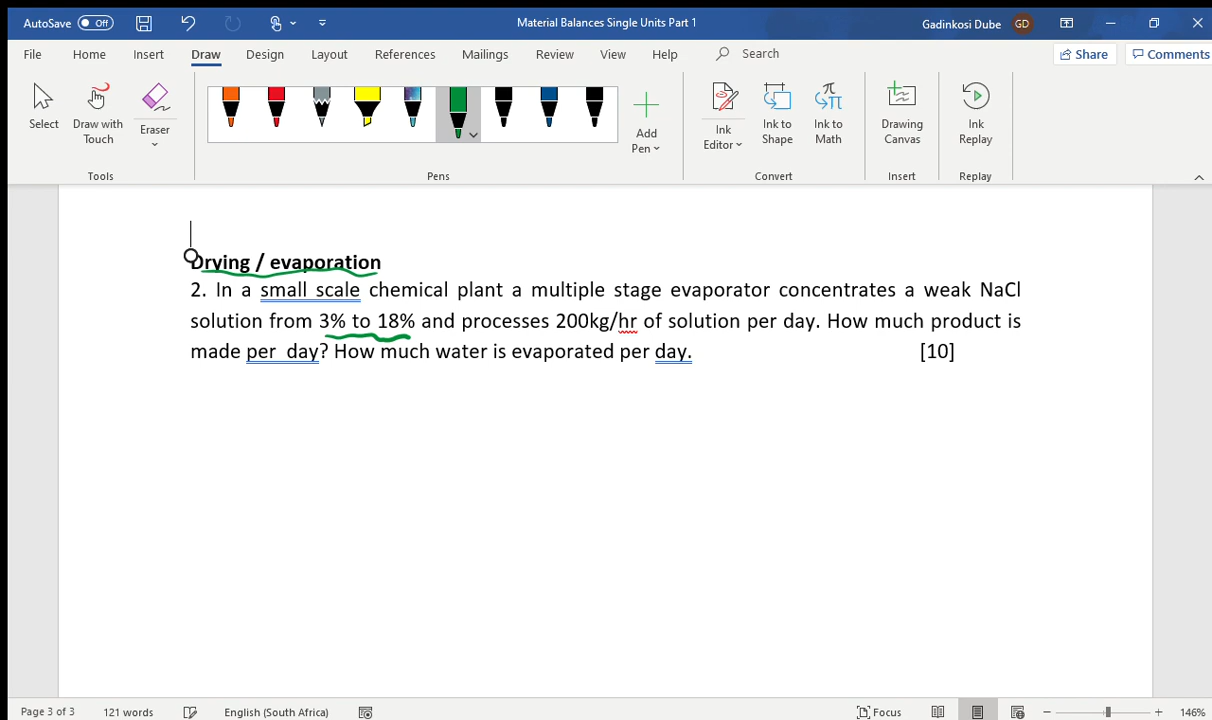 AutoSave Off Material Balances Single Units Part 1 Gadinkosi Dube GD
File Home Insert Draw Design Layout References Mailings Review View Help Search Share Comments
Select Draw with Touch Eraser Add Pen Ink Editor Ink to Shape Ink to Math Drawing Canvas Ink Replay
Tools Pens Convert Insert Replay
Drying / evaporation
2. In a small scale chemical plant a multiple stage evaporator concentrates a weak NaCl
solution from 3% to 18% and processes 200kg/hr of solution per day. How much product is
made per day? How much water is evaporated per day. [10]
Page 3 of 3 121 words English (South Africa) Focus 146%